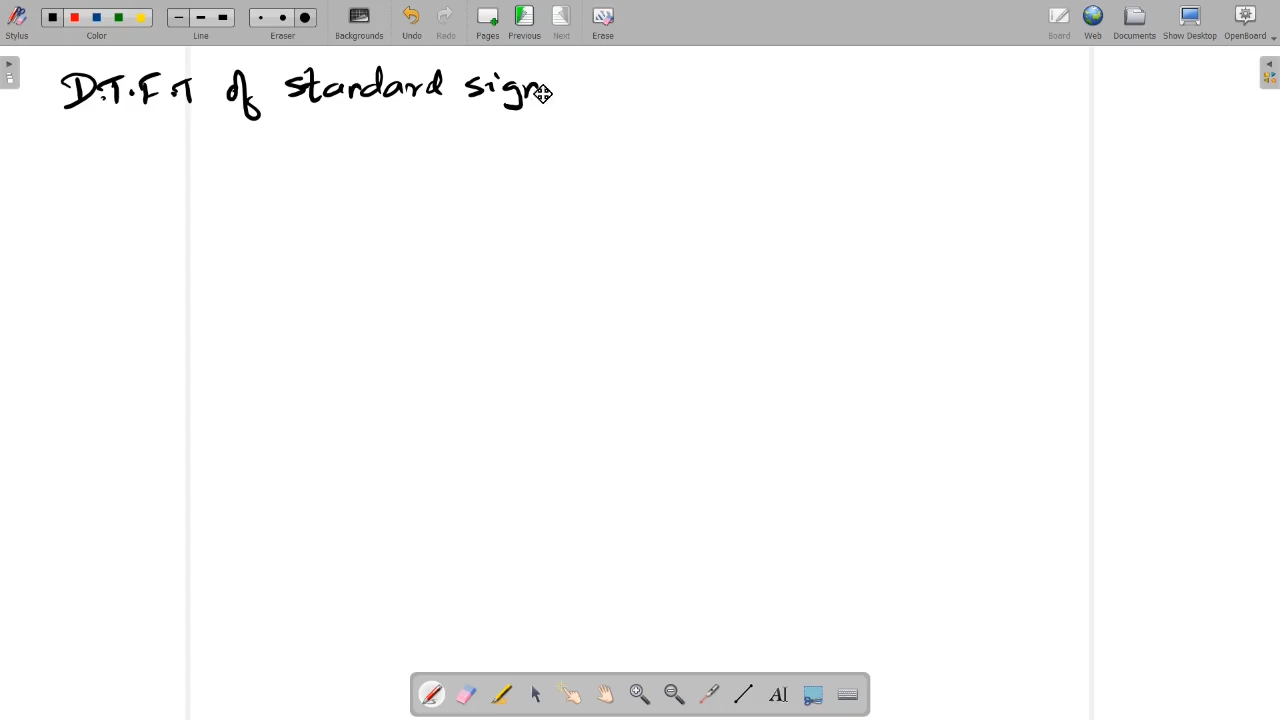 Stylus Color Line Eraser Backgrounds Undo Redo Pages Previous Next Erase Board Web Documents Show Desktop OpenBoard
D.T.F.T of standard sign
AI